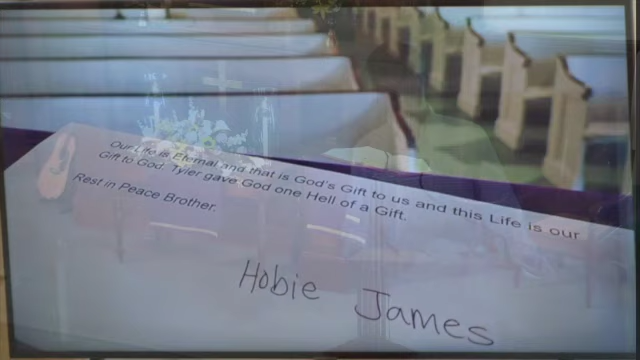 Our Life is Eternal and that is God's Gift to us and this Life is our
Gift to God. Tyler gave God one Hell of a Gift.
Rest in Peace Brother.
Hobie James